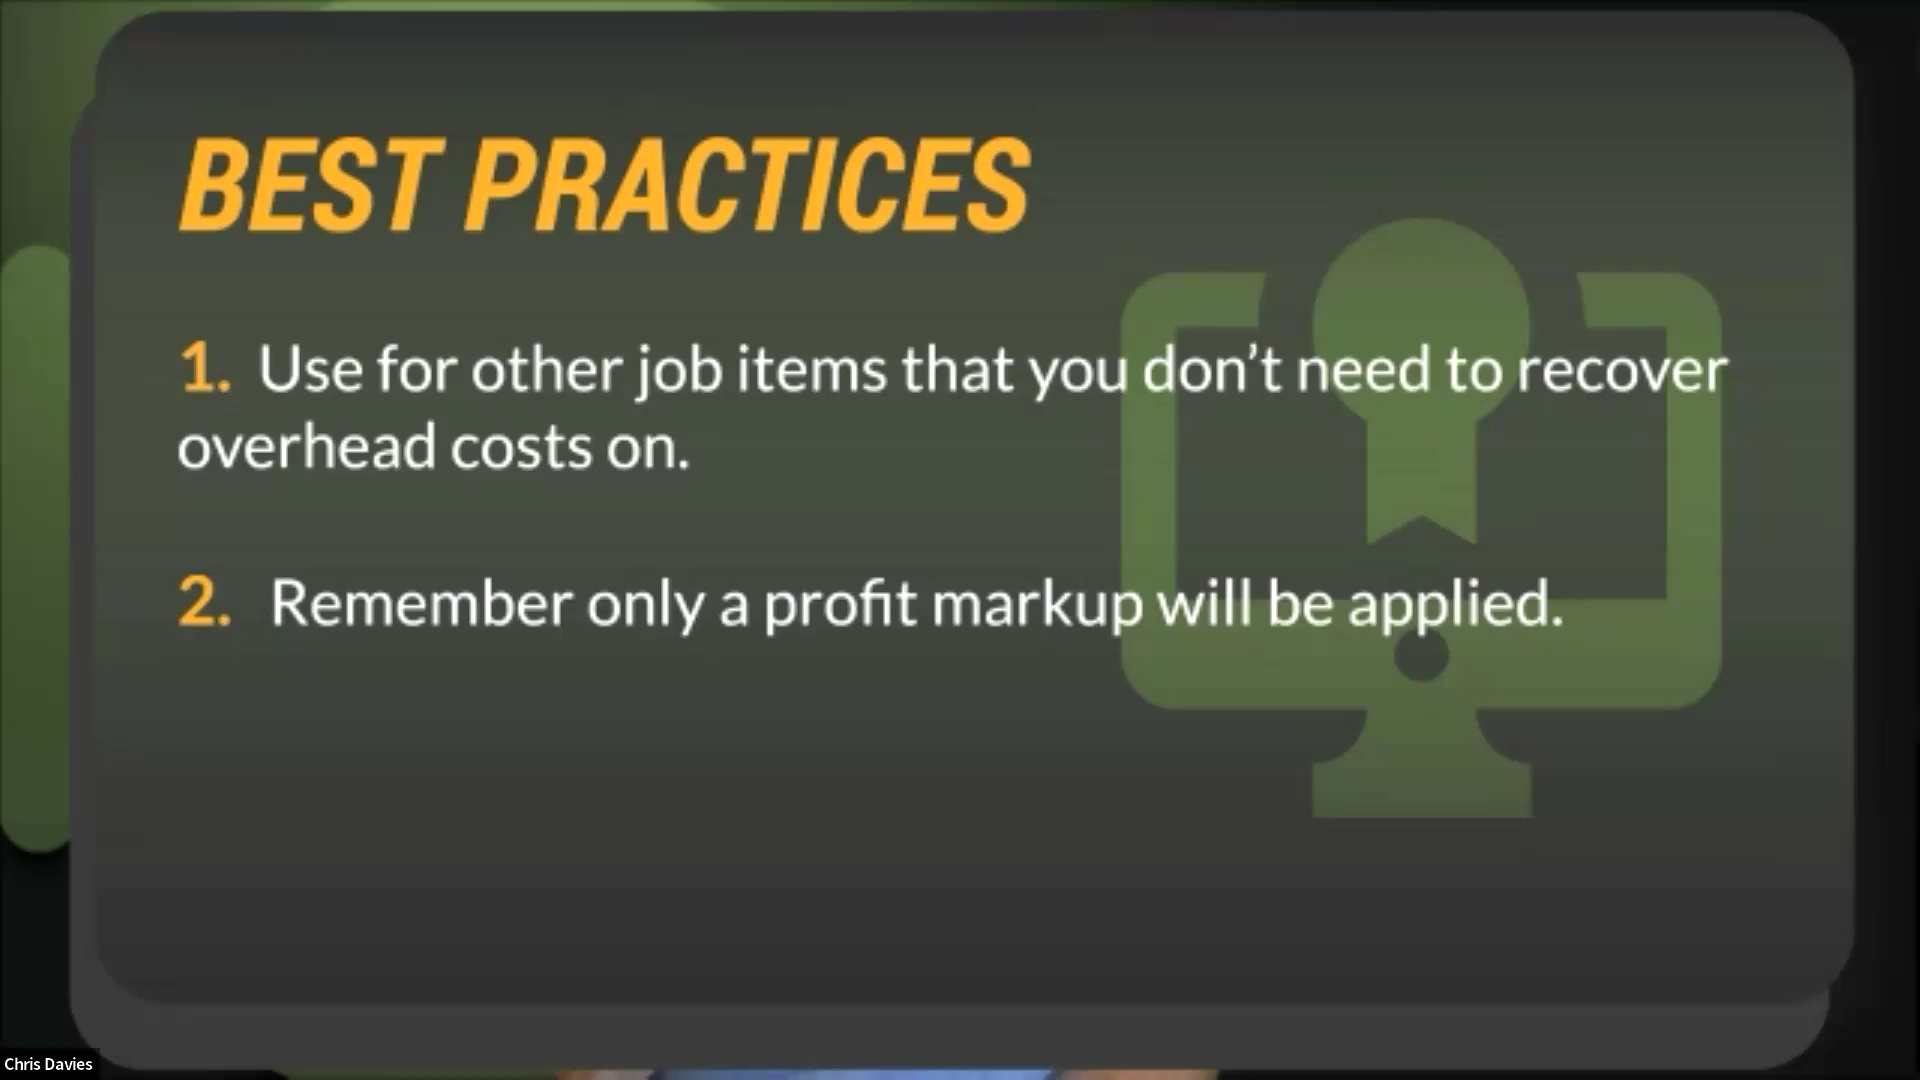 BEST PRACTICES
1. Use for other job items that you don’t need to recover
overhead costs on.
2. Remember only a profit markup will be applied.
Chris Davies